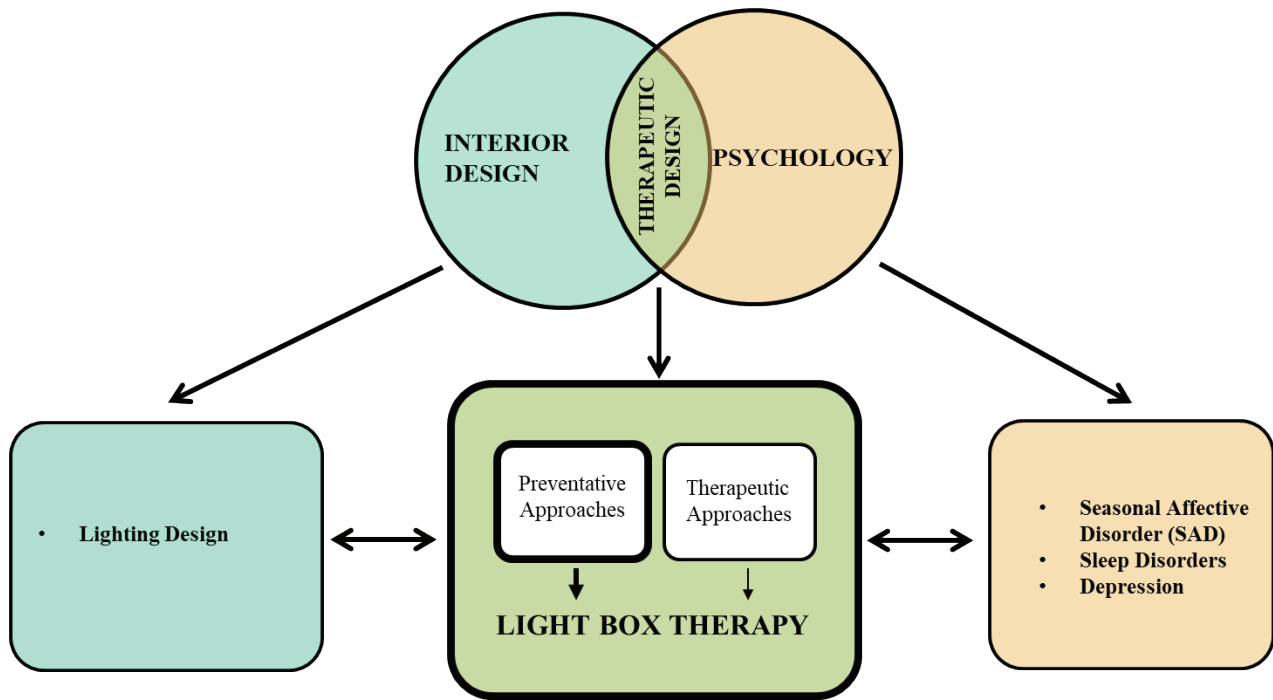 INTERIOR
DESIGN
THERAPEUTIC
DESIGN
PSYCHOLOGY
• Lighting Design
Preventative
Approaches
Therapeutic
Approaches
LIGHT BOX THERAPY
• Seasonal Affective
Disorder (SAD)
• Sleep Disorders
• Depression